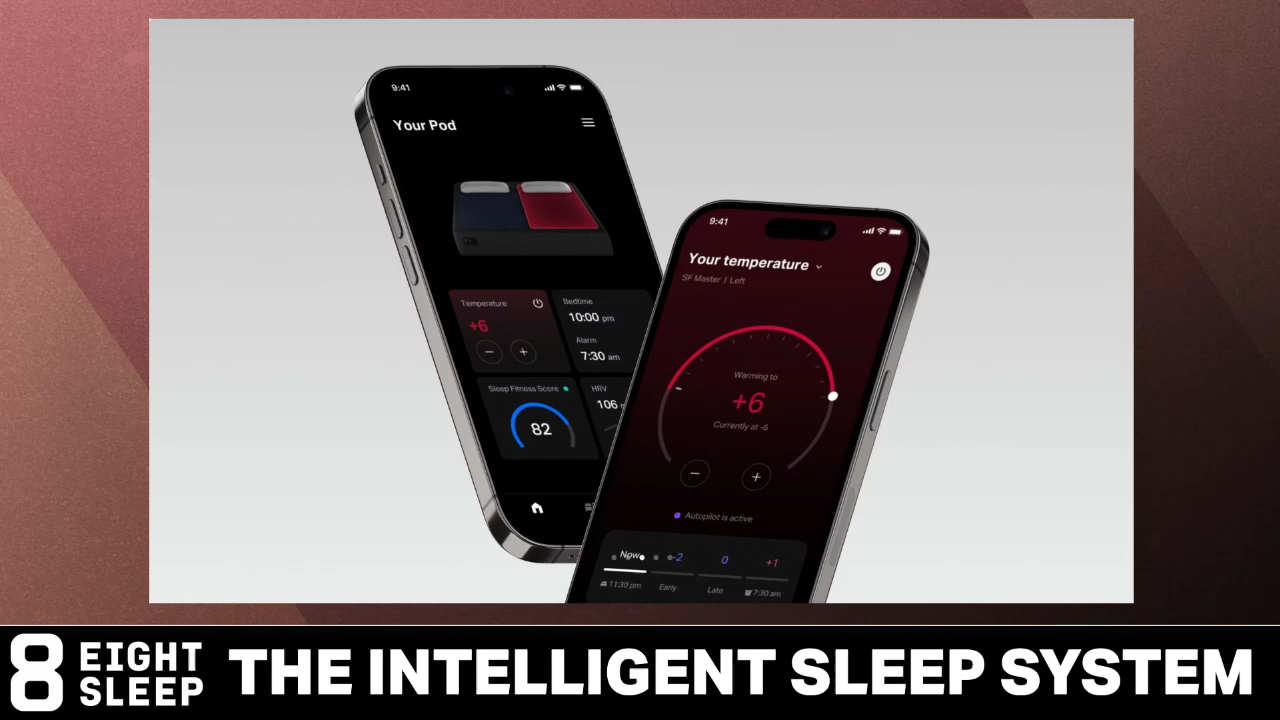 9:41
Your Pod
Temperature
+6
Bedtime
10:00 pm
Alarm
7:30 am
Sleep Fitness Score
82
HRV
106
9:41
Your temperature
SF Master | Left
Warming to
+6
Currently at -6
Autopilot is active
Now
-2
0
+1
11:30 pm
Early
Late
7:30 am
8 EIGHT SLEEP
THE INTELLIGENT SLEEP SYSTEM